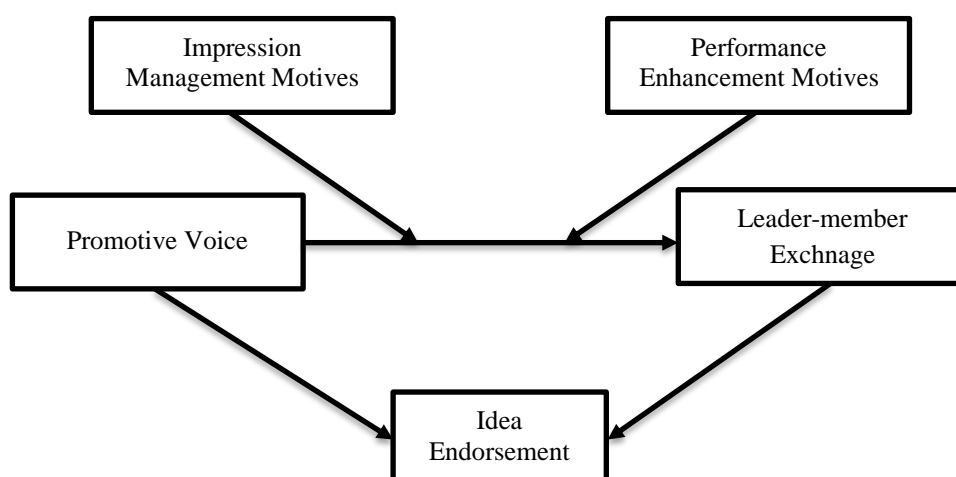 Impression
Management Motives
Performance
Enhancement Motives
Promotive Voice
Leader-member
Exchnage
Idea
Endorsement